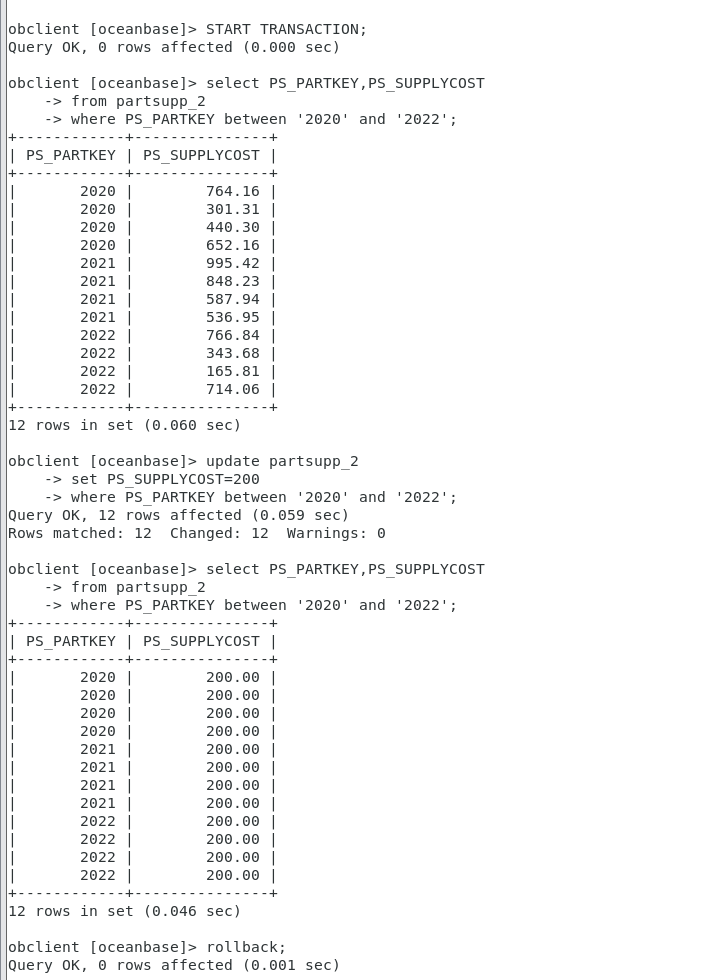 obclient [oceanbase]> START TRANSACTION;
Query OK, 0 rows affected (0.000 sec)
obclient [oceanbase]> select PS_PARTKEY,PS_SUPPLYCOST
    -> from partsupp_2
    -> where PS_PARTKEY between '2020' and '2022';
+------------+---------------+
| PS_PARTKEY | PS_SUPPLYCOST |
+------------+---------------+
|       2020 |        764.16 |
|       2020 |        301.31 |
|       2020 |        440.30 |
|       2020 |        652.16 |
|       2021 |        995.42 |
|       2021 |        848.23 |
|       2021 |        587.94 |
|       2021 |        536.95 |
|       2022 |        766.84 |
|       2022 |        343.68 |
|       2022 |        165.81 |
|       2022 |        714.06 |
+------------+---------------+
12 rows in set (0.060 sec)
obclient [oceanbase]> update partsupp_2
    -> set PS_SUPPLYCOST=200
    -> where PS_PARTKEY between '2020' and '2022';
Query OK, 12 rows affected (0.059 sec)
Rows matched: 12  Changed: 12  Warnings: 0
obclient [oceanbase]> select PS_PARTKEY,PS_SUPPLYCOST
    -> from partsupp_2
    -> where PS_PARTKEY between '2020' and '2022';
+------------+---------------+
| PS_PARTKEY | PS_SUPPLYCOST |
+------------+---------------+
|       2020 |        200.00 |
|       2020 |        200.00 |
|       2020 |        200.00 |
|       2020 |        200.00 |
|       2021 |        200.00 |
|       2021 |        200.00 |
|       2021 |        200.00 |
|       2021 |        200.00 |
|       2022 |        200.00 |
|       2022 |        200.00 |
|       2022 |        200.00 |
|       2022 |        200.00 |
+------------+---------------+
12 rows in set (0.046 sec)
obclient [oceanbase]> rollback;
Query OK, 0 rows affected (0.001 sec)